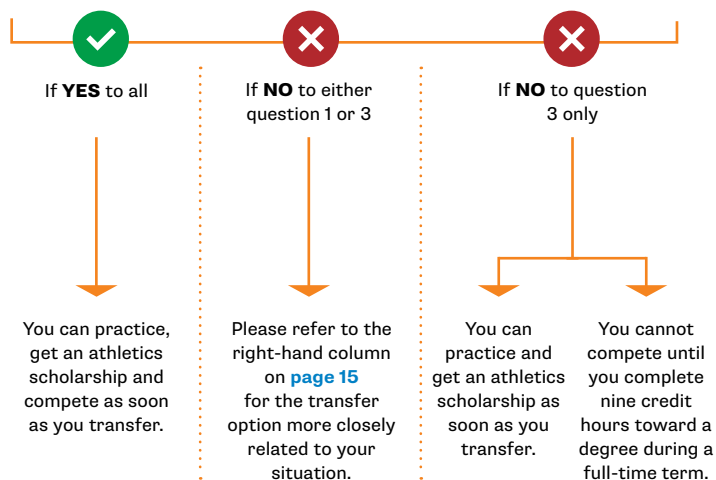 If YES to all
If NO to either
question 1 or 3
If NO to question
3 only
You can practice,
get an athletics
scholarship and
compete as soon
as you transfer.
Please refer to the
right-hand column
on page 15
for the transfer
option more closely
related to your
situation.
You can
practice and
get an athletics
scholarship as
soon as you
transfer.
You cannot
compete until
you complete
nine credit
hours toward a
degree during a
full-time term.